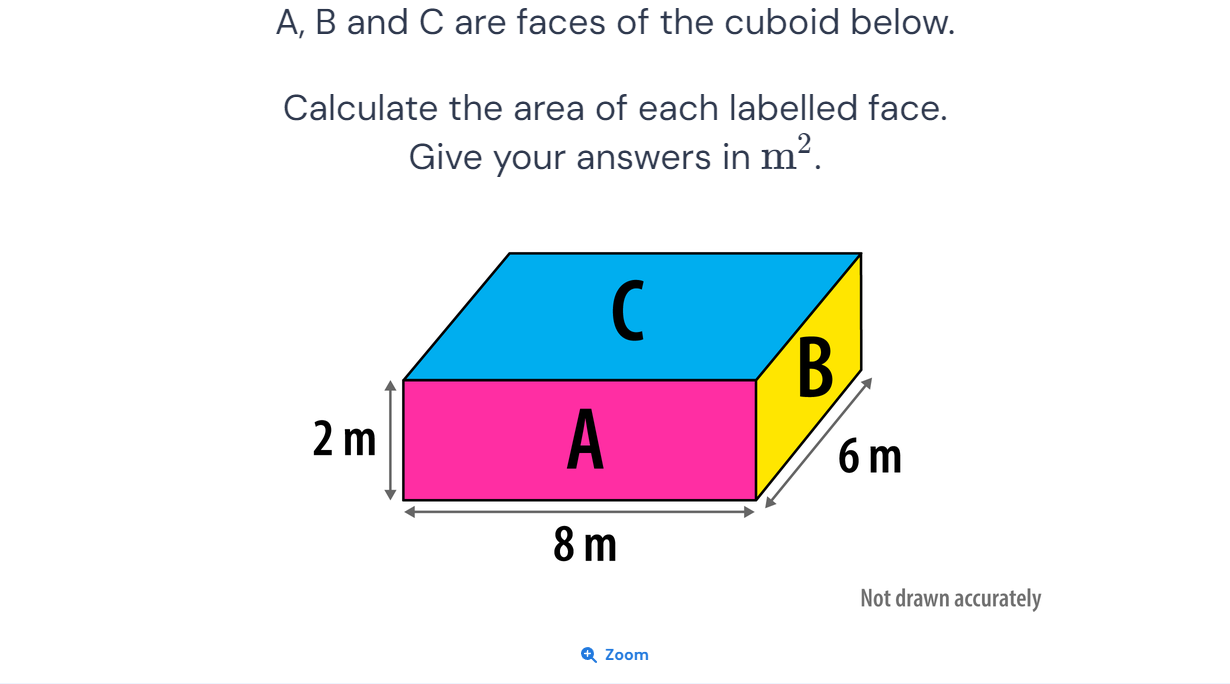 A, B and C are faces of the cuboid below.
Calculate the area of each labelled face.
Give your answers in m².
C
B
A
2 m
6 m
8 m
Not drawn accurately
Zoom